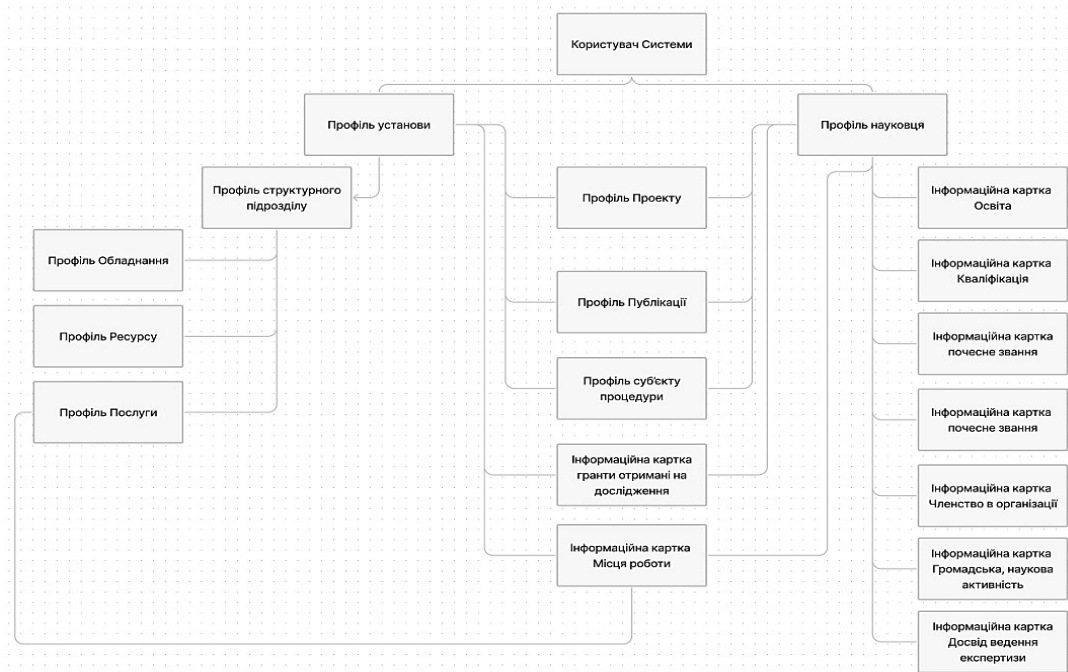 Користувач Системи
Профіль установи
Профіль науковця
Профіль структурного
підрозділу
Профіль Обладнання
Профіль Ресурсу
Профіль Послуги
Профіль Проекту
Профіль Публікації
Профіль суб'єкту
процедури
Інформаційна картка
гранти отримані на
дослідження
Інформаційна картка
Місця роботи
Інформаційна картка
Освіта
Інформаційна картка
Кваліфікація
Інформаційна картка
почесне звання
Інформаційна картка
почесне звання
Інформаційна картка
Членство в організації
Інформаційна картка
Громадська, наукова
активність
Інформаційна картка
Досвід ведення
експертизи